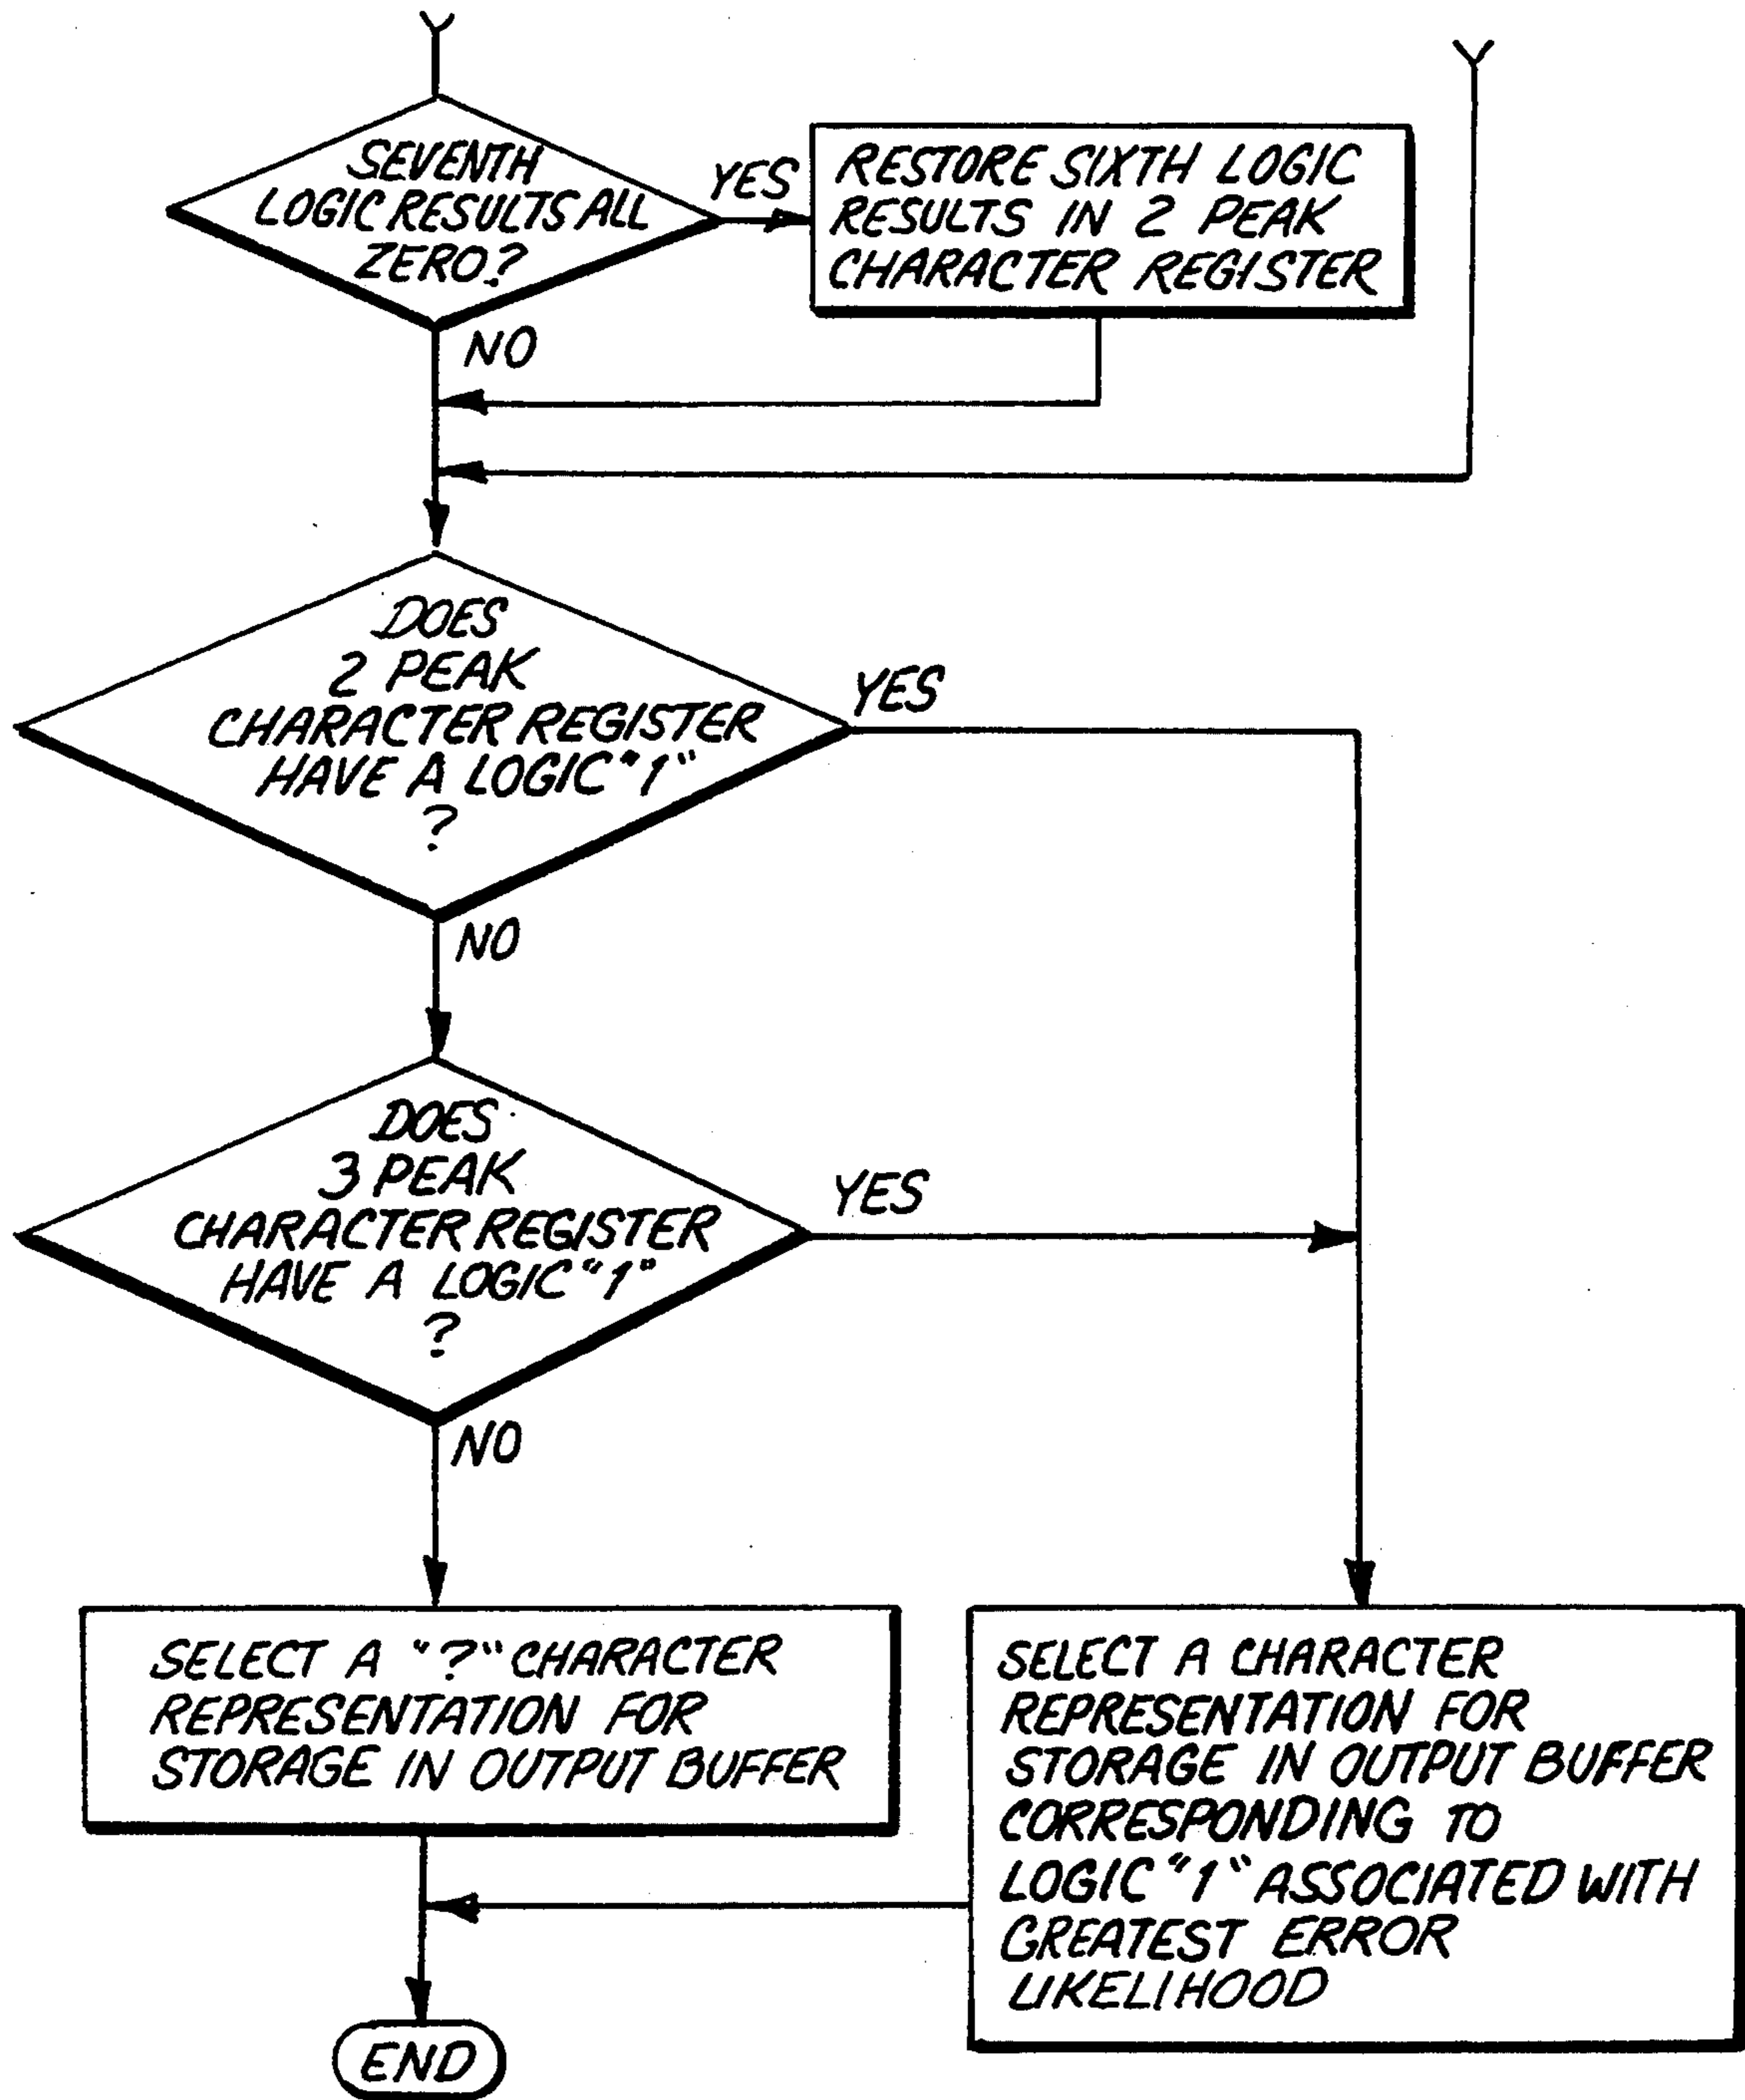 SEVENTH
LOGIC RESULTS ALL
ZERO?
YES
RESTORE SIXTH LOGIC
RESULTS IN 2 PEAK
CHARACTER REGISTER
NO
DOES
2 PEAK
CHARACTER REGISTER
HAVE A LOGIC "1"
?
YES
NO
DOES
3 PEAK
CHARACTER REGISTER
HAVE A LOGIC "1"
?
YES
NO
SELECT A "?" CHARACTER
REPRESENTATION FOR
STORAGE IN OUTPUT BUFFER
SELECT A CHARACTER
REPRESENTATION FOR
STORAGE IN OUTPUT BUFFER
CORRESPONDING TO
LOGIC "1" ASSOCIATED WITH
GREATEST ERROR
LIKELIHOOD
END